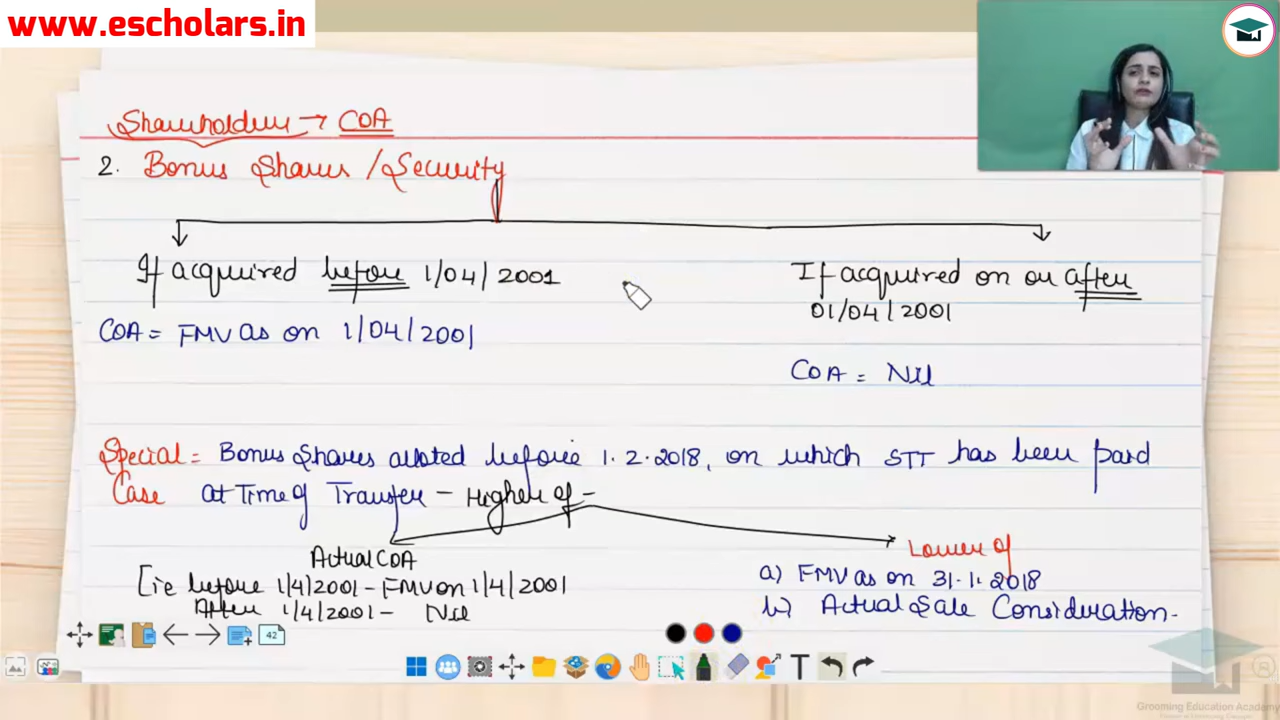 www.escholars.in
Shareholders → COA
2. Bonus Shares / Security
If acquired before 1/04/2001
If acquired on or after
01/04/2001
COA = FMV as on 1/04/2001
COA = Nil
Special = Bonus Shares alloted before 1.2.2018, on which STT has been paid
Case at Time of Transfer - Higher of -
Actual COA
Lower of
[ie before 1/4/2001 - FMV on 1/4/2001
a) FMV as on 31.1.2018
After 1/4/2001 - Nil
b) Actual Sale Consideration.
42
T
Grooming Education Academy